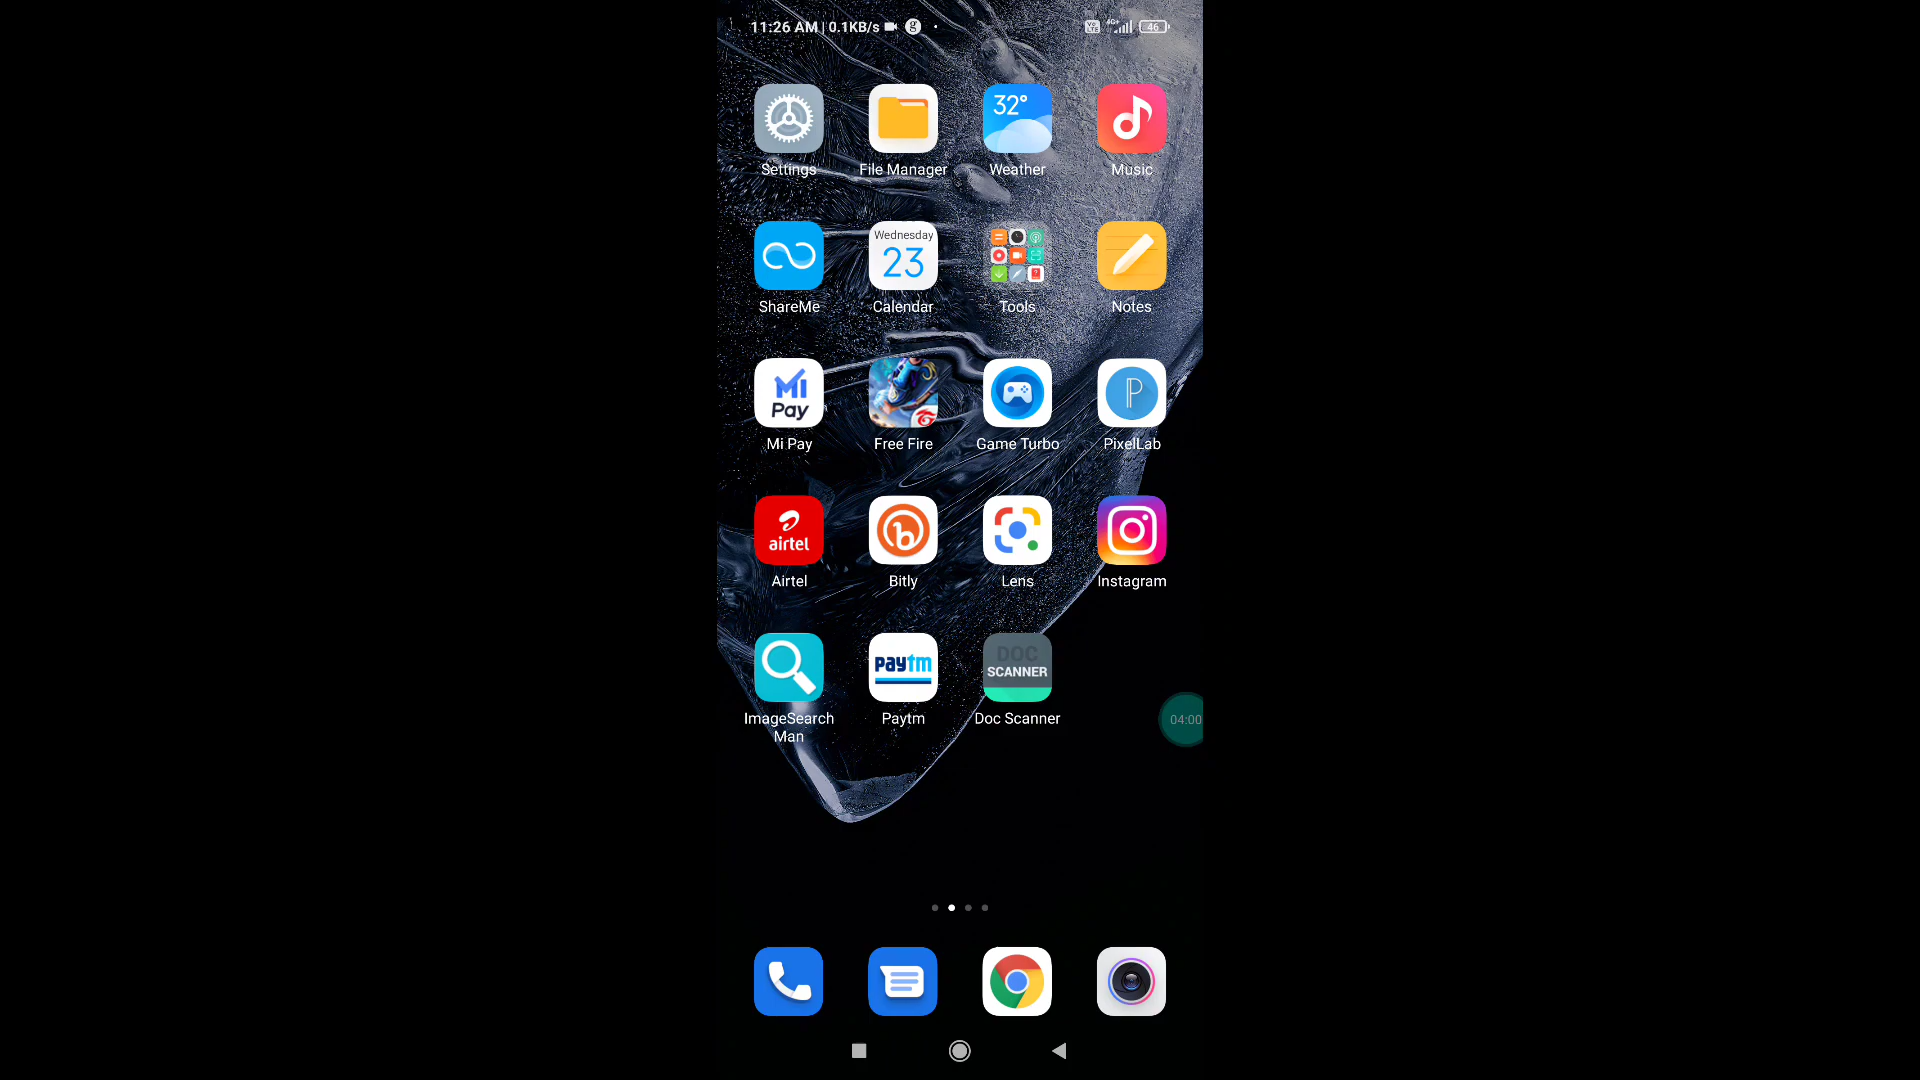 11:26 AM | 0.1KB/s
46
32°
Settings
File Manager
Weather
Music
Wednesday
23
ShareMe
Calendar
Tools
Notes
Mi
Pay
P
Mi Pay
Free Fire
Game Turbo
PixelLab
airtel
b
Airtel
Bitly
Lens
Instagram
paytm
DOC
SCANNER
ImageSearch
Man
Paytm
Doc Scanner
04:00